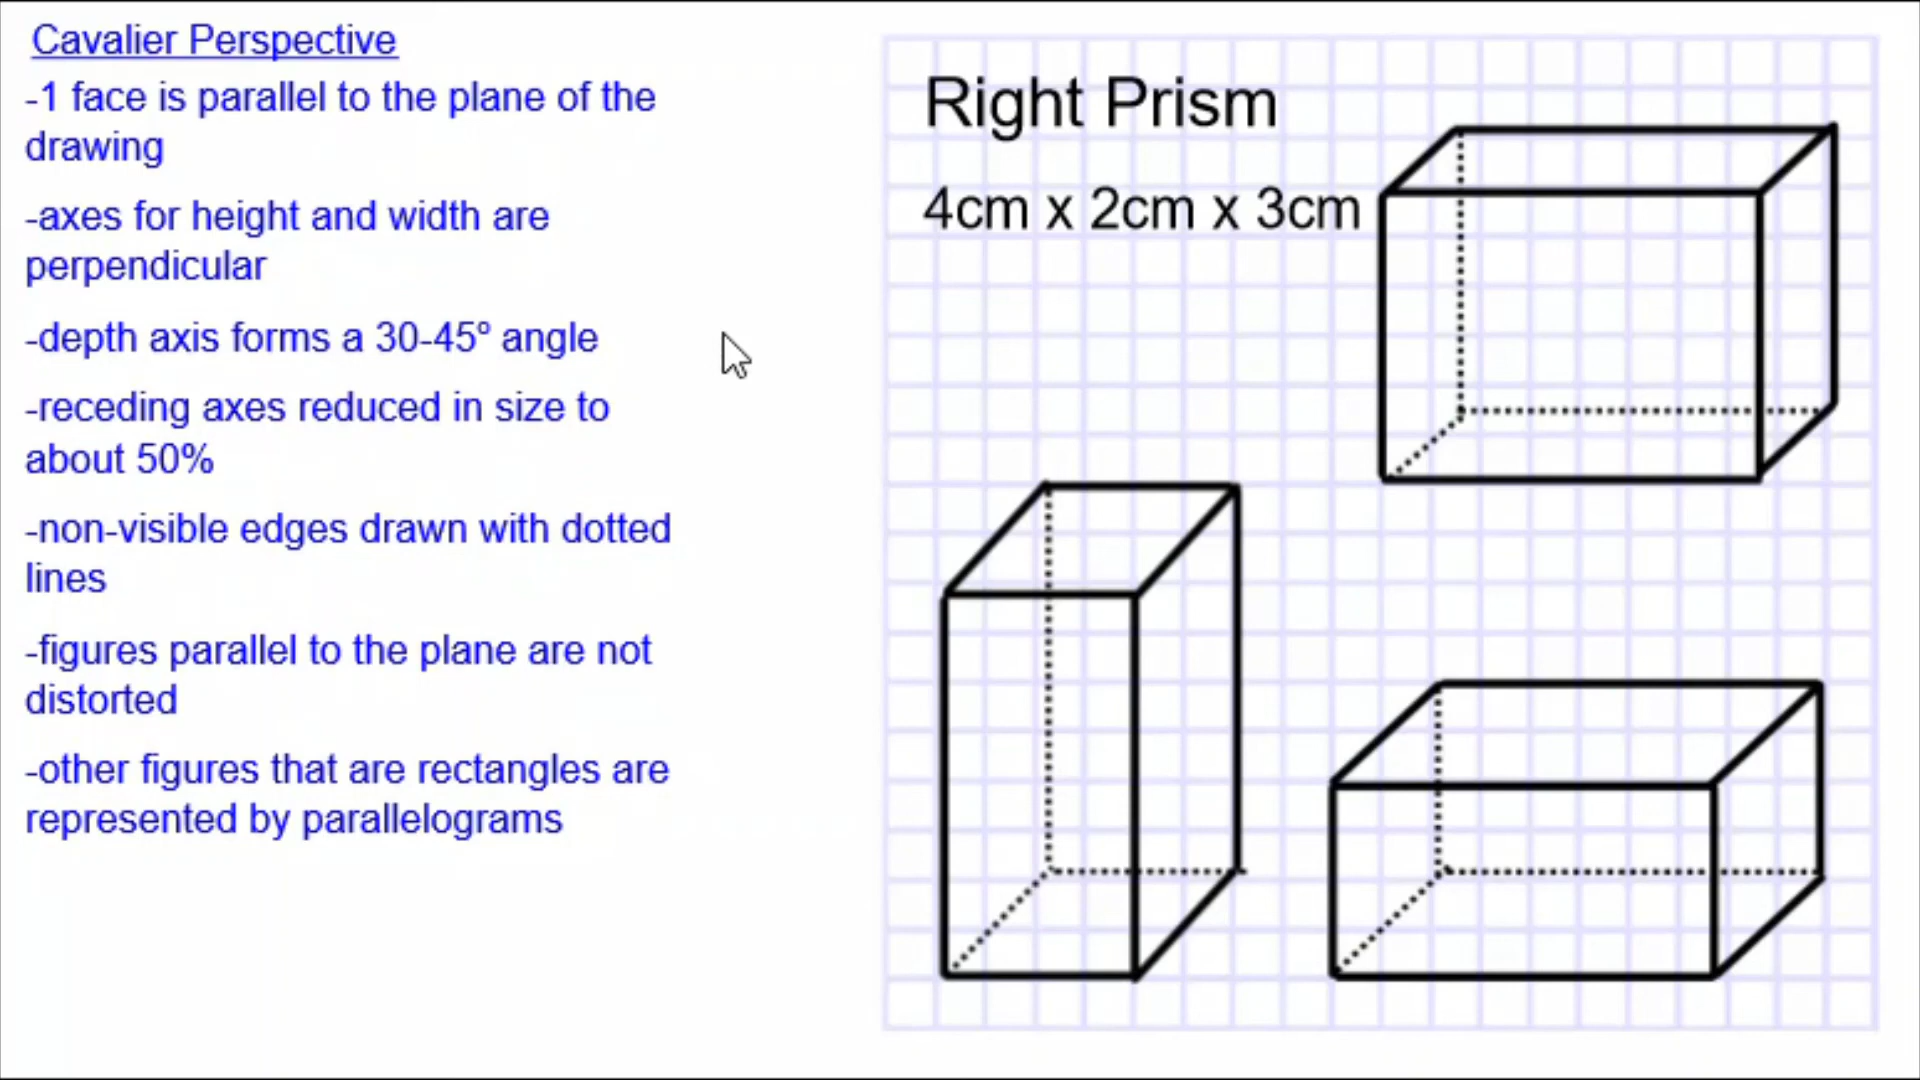 Cavalier Perspective
-1 face is parallel to the plane of the
drawing
-axes for height and width are
perpendicular
-depth axis forms a 30-45º angle
-receding axes reduced in size to
about 50%
-non-visible edges drawn with dotted
lines
-figures parallel to the plane are not
distorted
-other figures that are rectangles are
represented by parallelograms
Right Prism
4cm x 2cm x 3cm